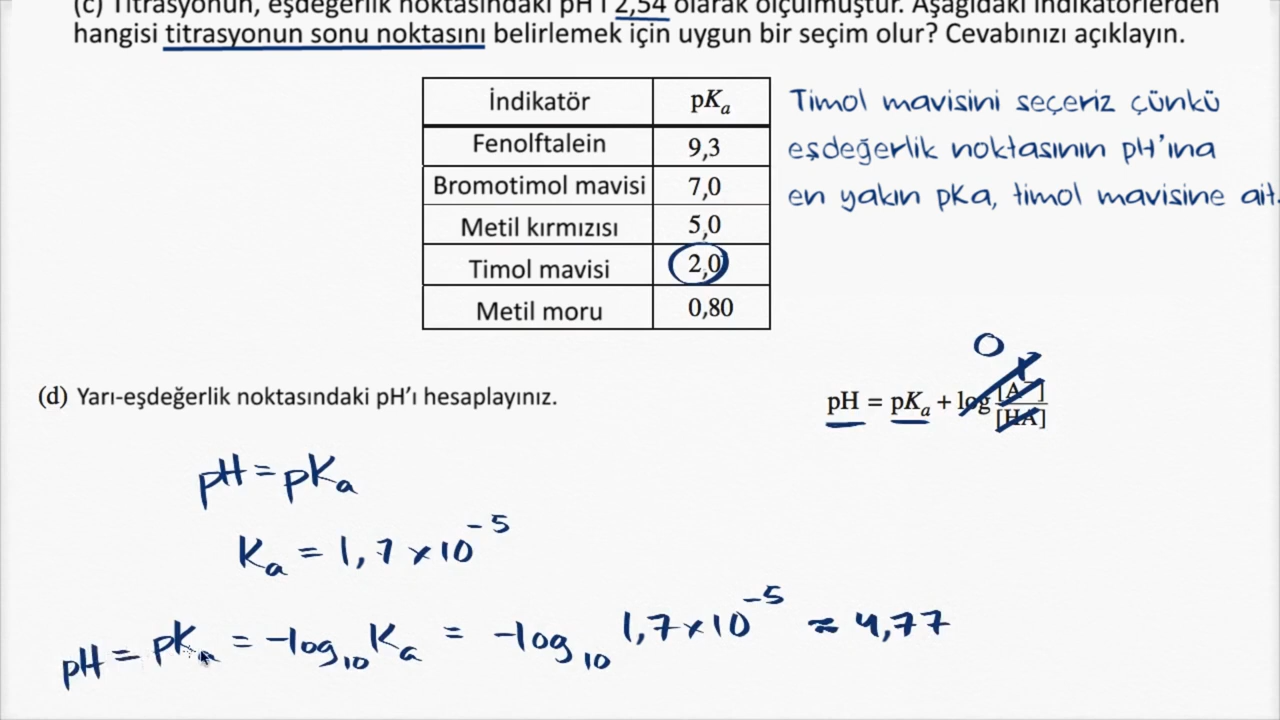 (c) Titrasyonun, eşdeğerlik noktasındaki pH'ı 2,54 olarak ölçülmüştür. Aşağıdaki indikatörlerden
hangisi titrasyonun sonu noktasını belirlemek için uygun bir seçim olur? Cevabınızı açıklayın.
İndikatör pKa
Fenolftalein 9,3
Bromotimol mavisi 7,0
Metil kırmızısı 5,0
Timol mavisi 2,0
Metil moru 0,80
Timol mavisini seçeriz çünkü
eşdeğerlik noktasının pH'ına
en yakın pKa, timol mavisine ait.
(d) Yarı-eşdeğerlik noktasındaki pH'ı hesaplayınız.
0
1
pH = pKa + log [A⁻]/[HA]
pH = pKa
Ka = 1,7 x 10⁻⁵
pH = pKa = -log₁₀ Ka = -log₁₀ 1,7 x 10⁻⁵ ≈ 4,77